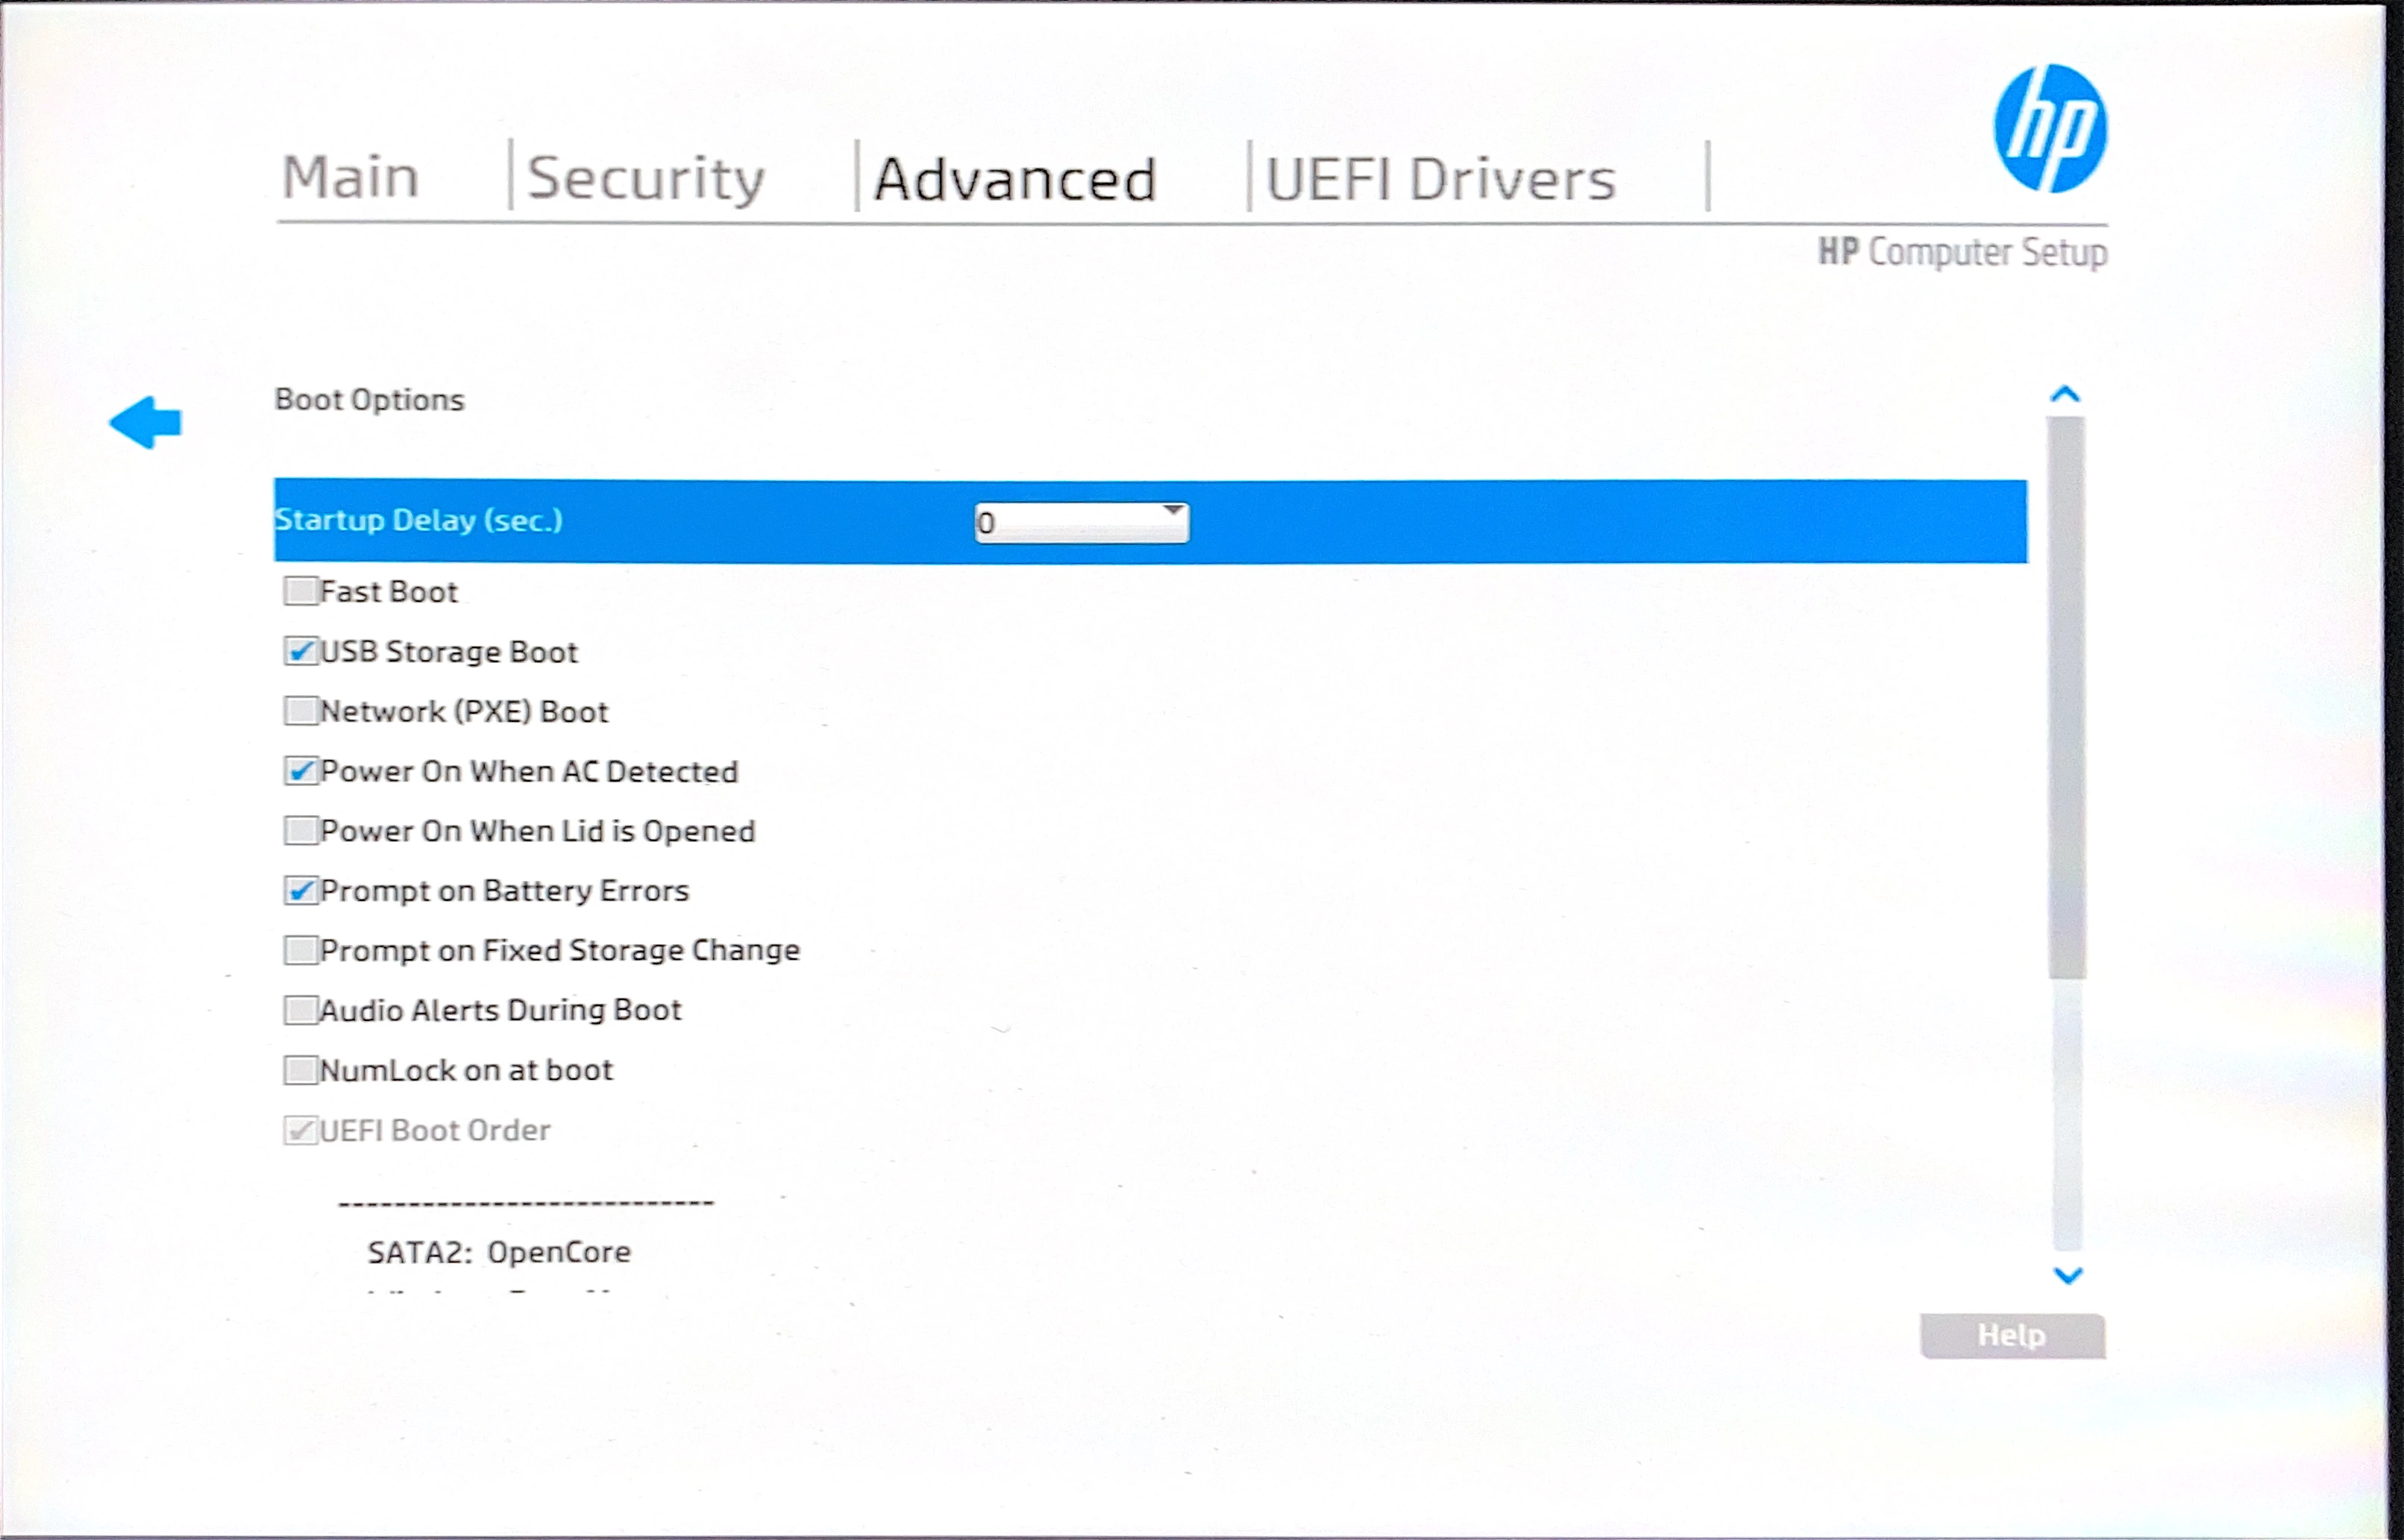 hp
Main | Security | Advanced | UEFI Drivers |
HP Computer Setup
Boot Options
Startup Delay (sec.) 0
Fast Boot
USB Storage Boot
Network (PXE) Boot
Power On When AC Detected
Power On When Lid is Opened
Prompt on Battery Errors
Prompt on Fixed Storage Change
Audio Alerts During Boot
NumLock on at boot
UEFI Boot Order
---------------------------
SATA2: OpenCore
Help